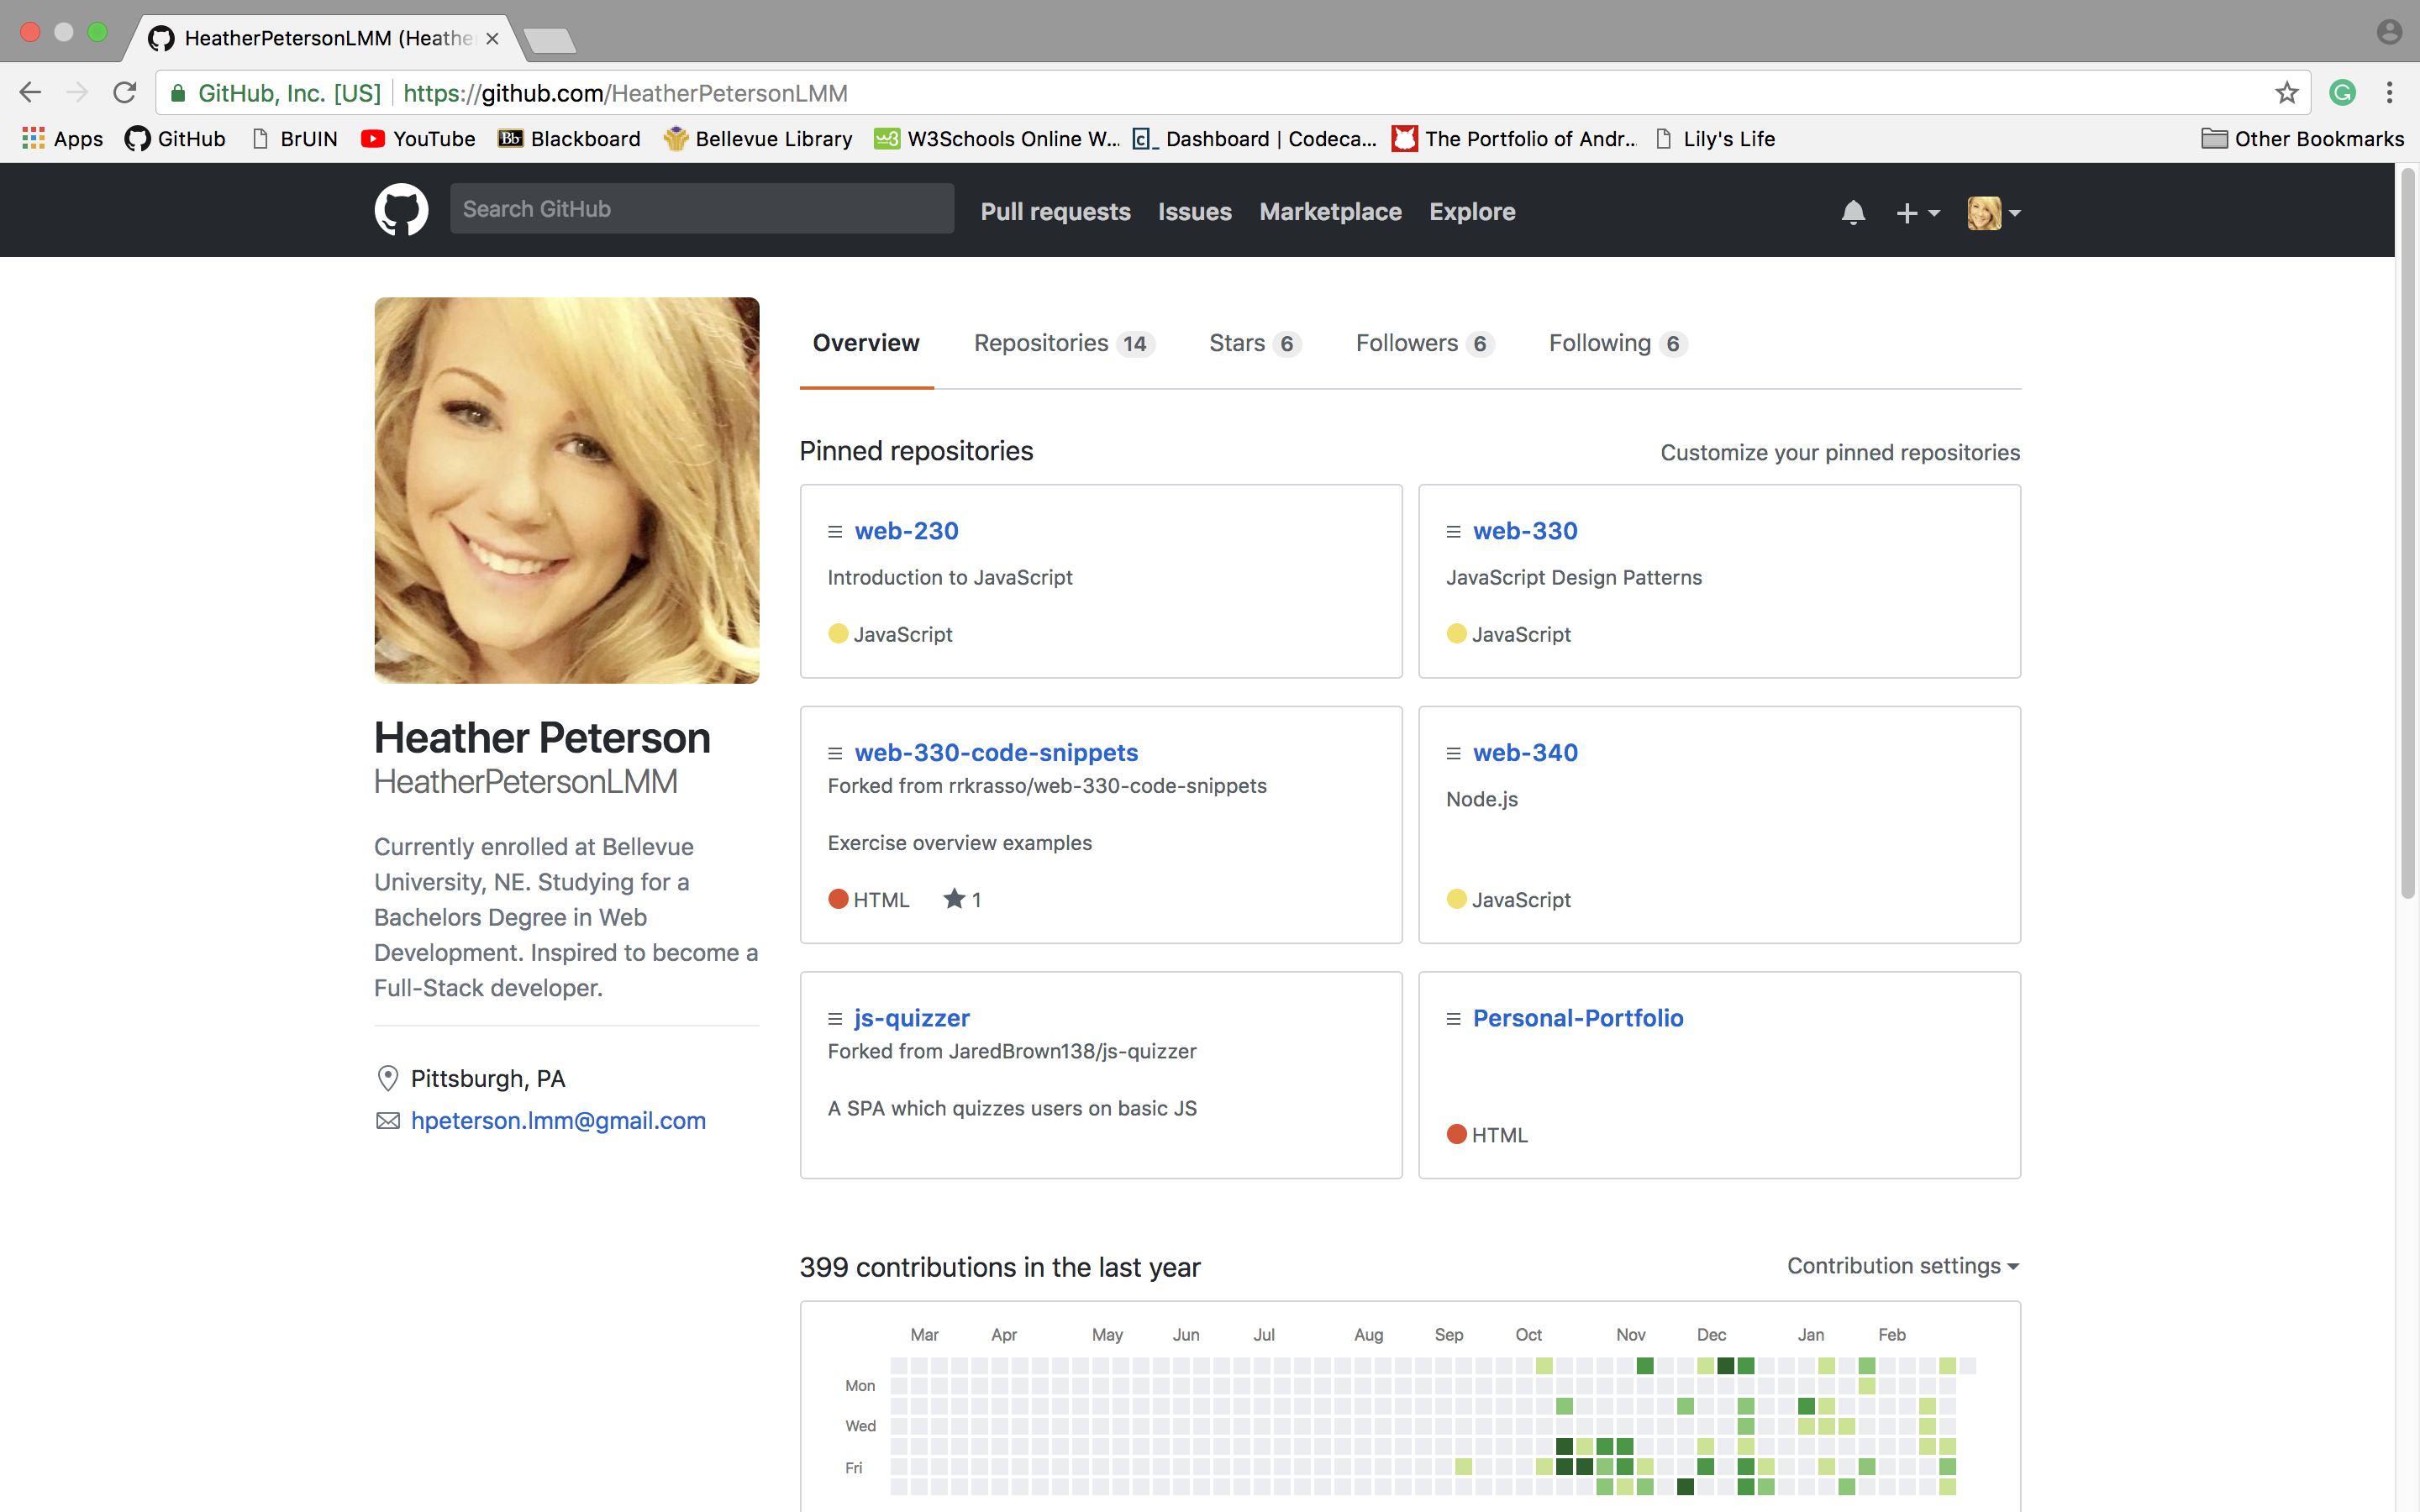 HeatherPetersonLMM (Heather
GitHub, Inc. [US] https://github.com/HeatherPetersonLMM
Apps GitHub BrUIN YouTube Bb Blackboard Bellevue Library w3 W3Schools Online W... c_ Dashboard | Codeca... The Portfolio of Andr... Lily's Life Other Bookmarks
Search GitHub Pull requests Issues Marketplace Explore
Overview Repositories 14 Stars 6 Followers 6 Following 6
Pinned repositories Customize your pinned repositories
web-230
Introduction to JavaScript
JavaScript
web-330
JavaScript Design Patterns
JavaScript
web-330-code-snippets
Forked from rrkrasso/web-330-code-snippets
Exercise overview examples
HTML 1
web-340
Node.js
JavaScript
js-quizzer
Forked from JaredBrown138/js-quizzer
A SPA which quizzes users on basic JS
Personal-Portfolio
HTML
Heather Peterson
HeatherPetersonLMM
Currently enrolled at Bellevue
University, NE. Studying for a
Bachelors Degree in Web
Development. Inspired to become a
Full-Stack developer.
Pittsburgh, PA
hpeterson.lmm@gmail.com
399 contributions in the last year Contribution settings
Mar Apr May Jun Jul Aug Sep Oct Nov Dec Jan Feb
Mon
Wed
Fri